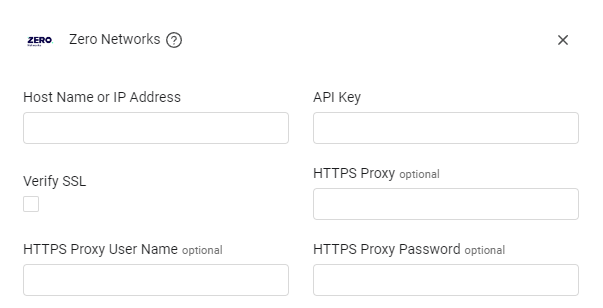 ZERO Networks
Zero Networks ?
Host Name or IP Address
API Key
Verify SSL
HTTPS Proxy optional
HTTPS Proxy User Name optional
HTTPS Proxy Password optional